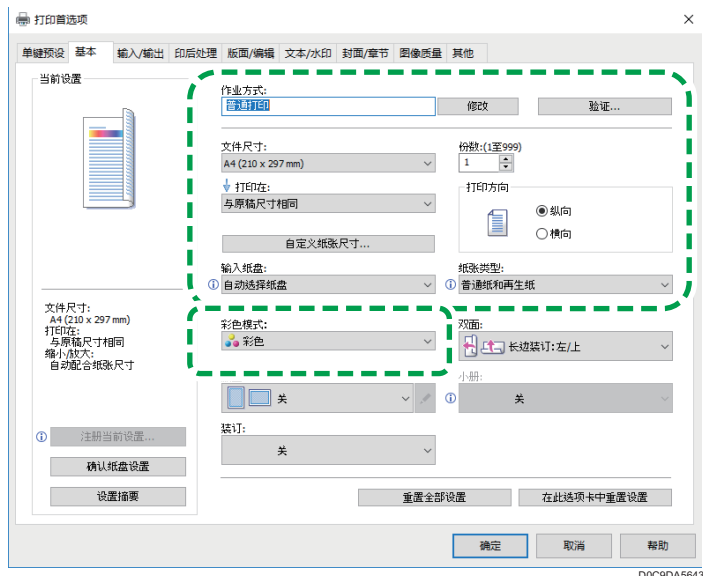 打印首选项
单键预设 基本 输入/输出 印后处理 版面/编辑 文本/水印 封面/章节 图像质量 其他
当前设置
作业方式:
普通打印 修改 验证...
文件尺寸: 份数:(1至999)
A4 (210 x 297 mm) 1
打印在: 打印方向
与原稿尺寸相同 纵向
横向
自定义纸张尺寸...
输入纸盘: 纸张类型:
自动选择纸盘 普通纸和再生纸
文件尺寸:
A4 (210 x 297 mm)
打印在:
与原稿尺寸相同
缩小/放大:
自动配合纸张尺寸
彩色模式: 双面:
彩色 长边装订:左/上
小册:
关 关
装订:
关
注册当前设置...
确认纸盘设置
设置摘要
重置全部设置 在此选项卡中重置设置
确定 取消 帮助
D0C9DA5643